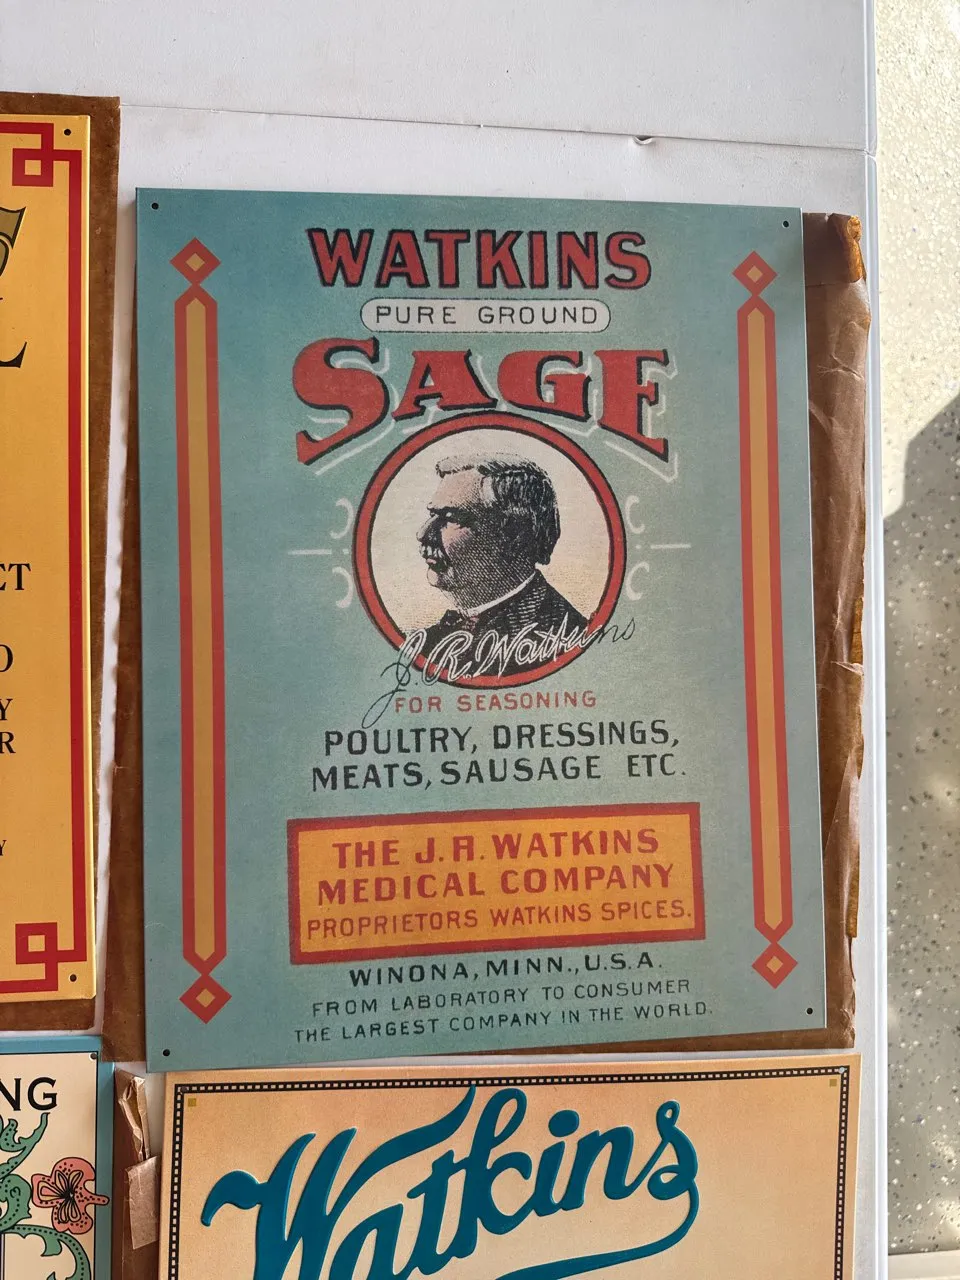 WATKINS
PURE GROUND
SAGE
J.R. Watkins
FOR SEASONING
POULTRY, DRESSINGS,
MEATS, SAUSAGE ETC.
THE J.R. WATKINS
MEDICAL COMPANY
PROPRIETORS WATKINS SPICES.
WINONA, MINN., U.S.A.
FROM LABORATORY TO CONSUMER
THE LARGEST COMPANY IN THE WORLD.
NG
Watkins